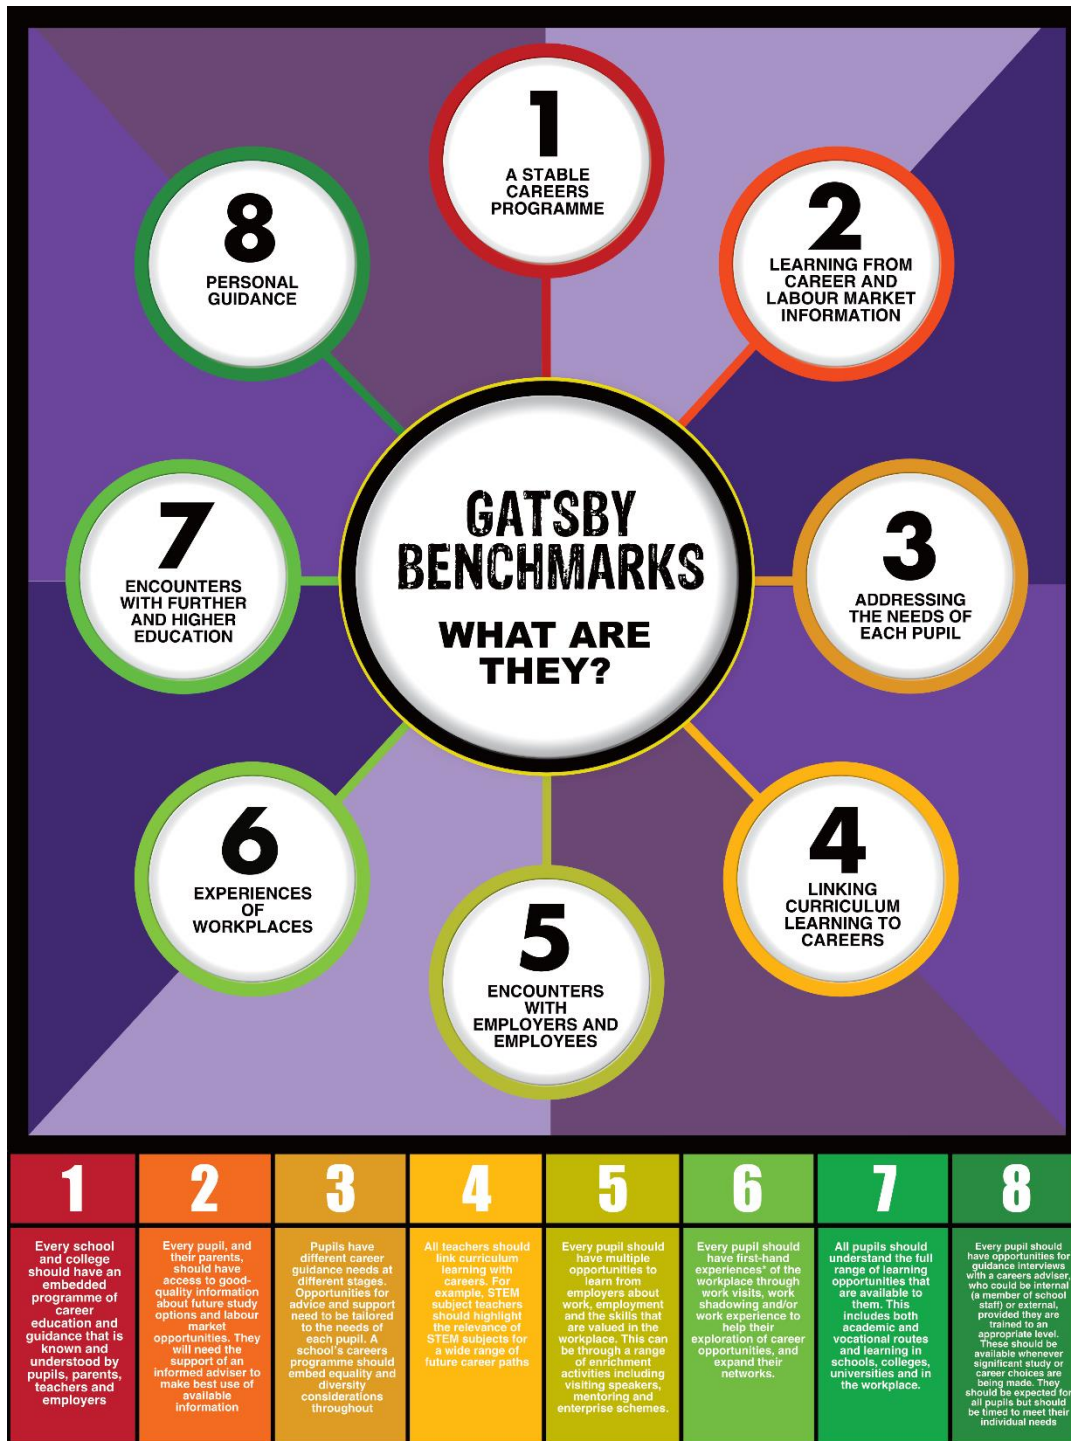 1
A STABLE
CAREERS
PROGRAMME
2
LEARNING FROM
CAREER AND
LABOUR MARKET
INFORMATION
3
ADDRESSING
THE NEEDS OF
EACH PUPIL
4
LINKING
CURRICULUM
LEARNING TO
CAREERS
5
ENCOUNTERS
WITH
EMPLOYERS AND
EMPLOYEES
6
EXPERIENCES
OF
WORKPLACES
7
ENCOUNTERS
WITH FURTHER
AND HIGHER
EDUCATION
8
PERSONAL
GUIDANCE
GATSBY
BENCHMARKS
WHAT ARE
THEY?
1
Every school
and college
should have an
embedded
programme of
career
education and
guidance that is
known and
understood by
pupils, parents,
teachers and
employers
2
Every pupil, and
their parents,
should have
access to good-
quality information
about future study
options and labour
market
opportunities. They
will need the
support of an
informed adviser to
make best use of
available
information
3
Pupils have
different career
guidance needs at
different stages.
Opportunities for
advice and support
need to be tailored
to the needs of
each pupil. A
school's careers
programme should
embed equality and
diversity
considerations
throughout
4
All teachers should
link curriculum
learning with
careers. For
example, STEM
subject teachers
should highlight
the relevance of
STEM subjects for
a wide range of
future career paths
5
Every pupil should
have multiple
opportunities to
learn from
employers about
work, employment
and the skills that
are valued in the
workplace. This can
be through a range
of enrichment
activities including
visiting speakers,
mentoring and
enterprise schemes.
6
Every pupil should
have first-hand
experiences* of the
workplace through
work visits, work
shadowing and/or
work experience to
help their
exploration of career
opportunities, and
expand their
networks.
7
All pupils should
understand the full
range of learning
opportunities that
are available to
them. This
includes both
academic and
vocational routes
and learning in
schools, colleges,
universities and in
the workplace.
8
Every pupil should
have opportunities for
guidance interviews
with a careers adviser,
who could be internal
(a member of school
staff) or external,
provided they are
trained to an
appropriate level.
These should be
available whenever
significant study or
career choices are
being made. They
should be expected for
all pupils but should
be timed to meet their
individual needs